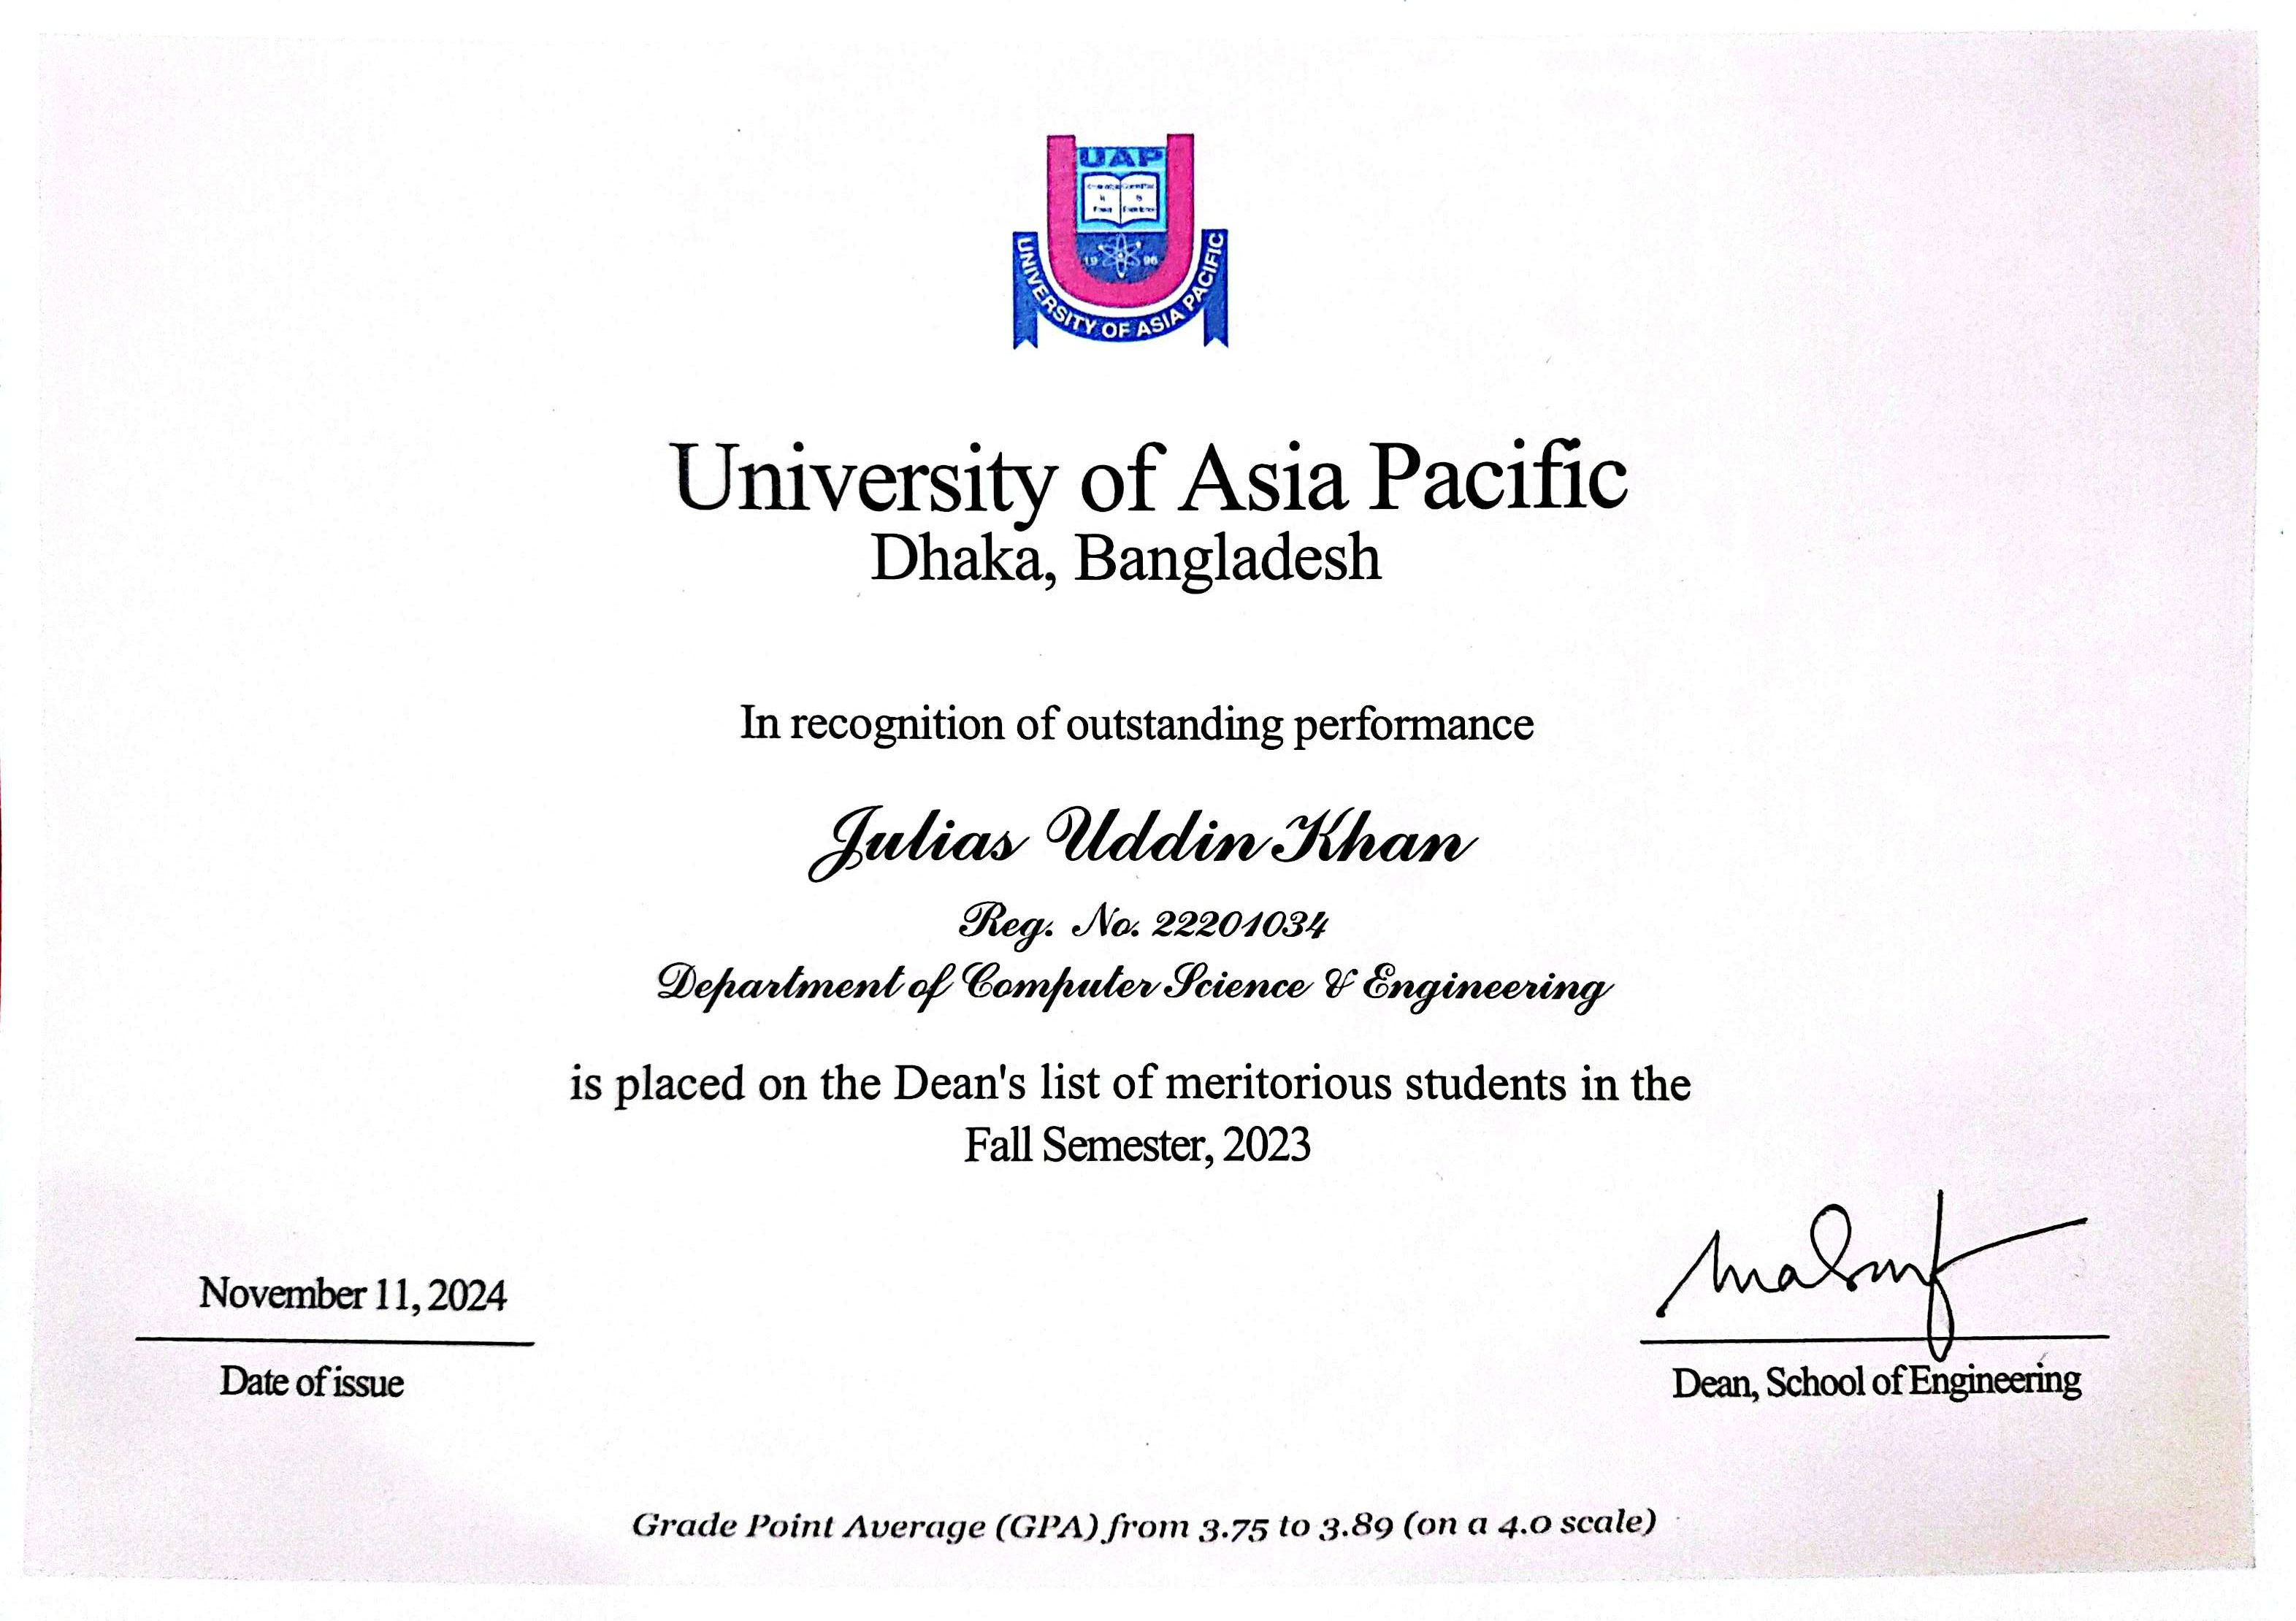 UAP
19 96
UNIVERSITY OF ASIA PACIFIC
University of Asia Pacific
Dhaka, Bangladesh
In recognition of outstanding performance
Julias Uddin Khan
Reg. No. 22201034
Department of Computer Science & Engineering
is placed on the Dean's list of meritorious students in the
Fall Semester, 2023
November 11, 2024
Date of issue
Dean, School of Engineering
Grade Point Average (GPA) from 3.75 to 3.89 (on a 4.0 scale)